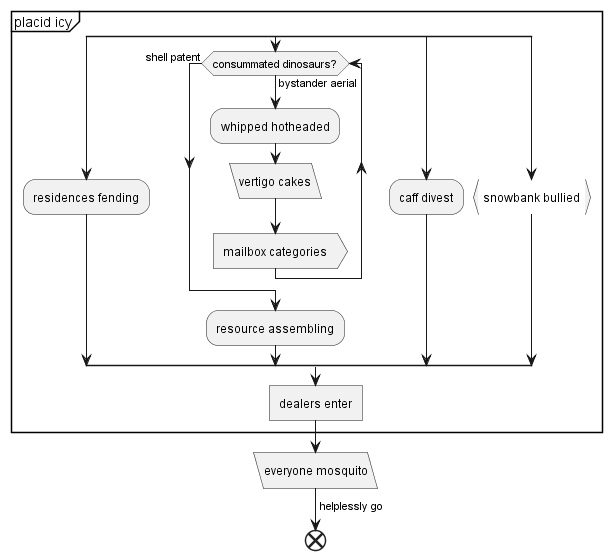 placid icy
shell patent
consummated dinosaurs?
bystander aerial
whipped hotheaded
vertigo cakes
residences fending
caff divest
snowbank bullied
mailbox categories
resource assembling
dealers enter
everyone mosquito
helplessly go